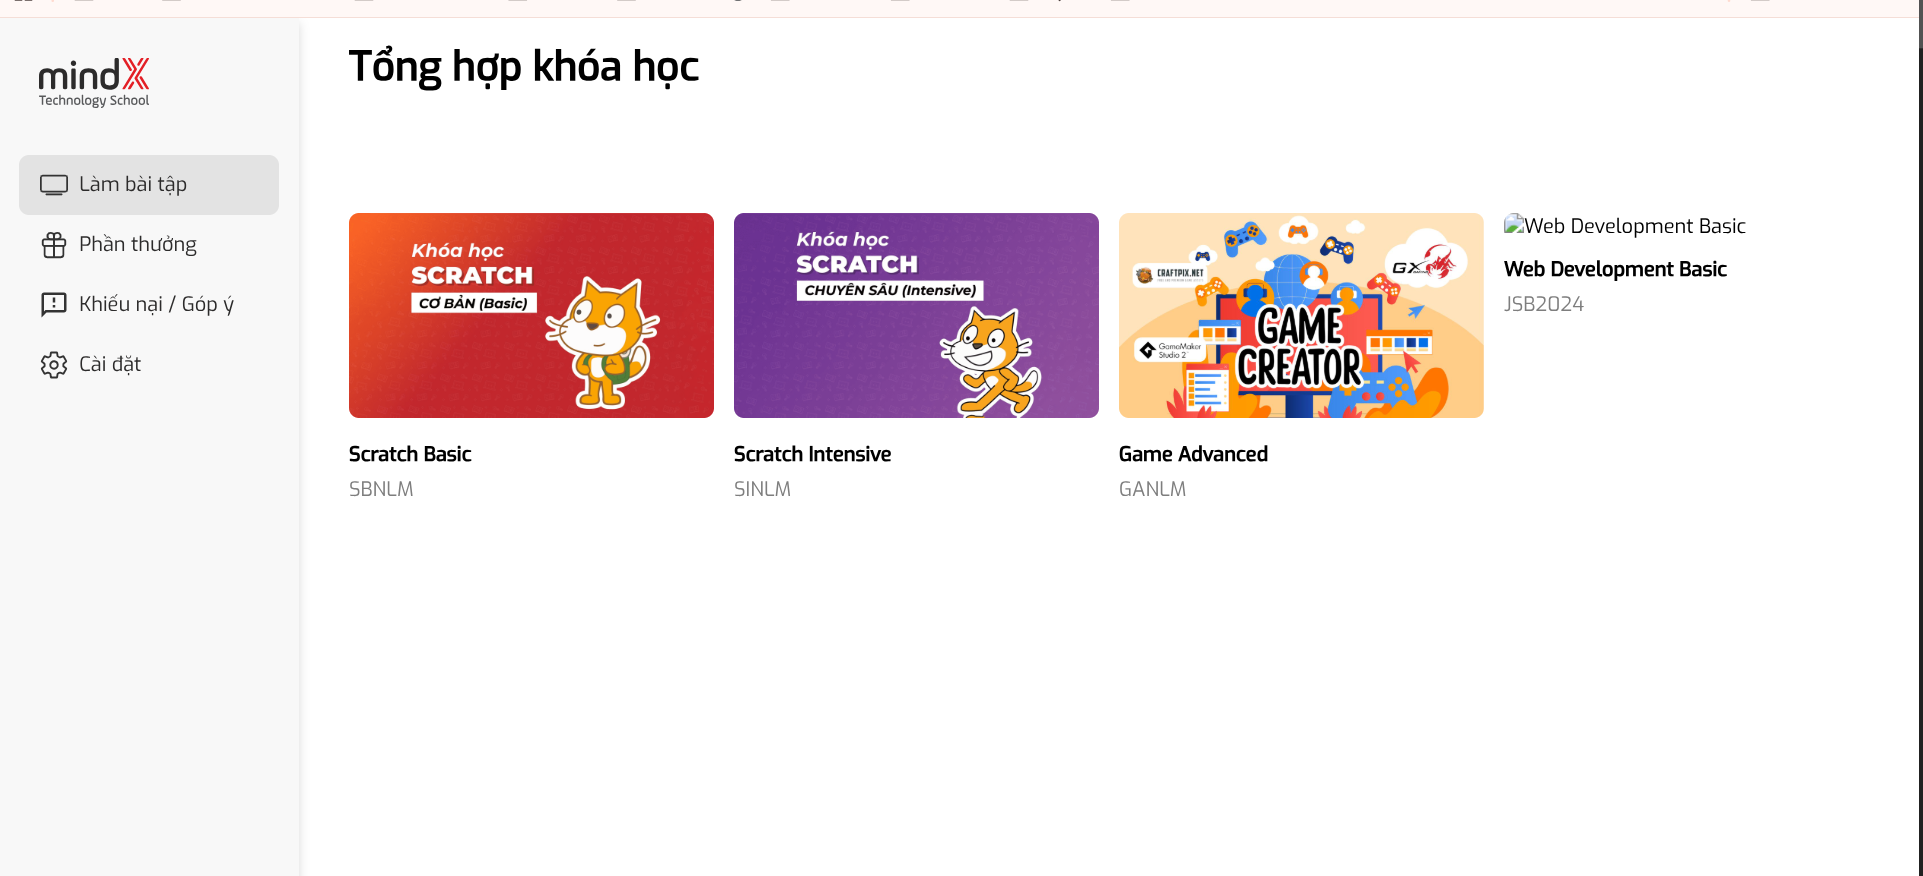 mindX
Technology School
Làm bài tập
Phần thưởng
Khiếu nại / Góp ý
Cài đặt
Tổng hợp khóa học
Khóa học
SCRATCH
CƠ BẢN (Basic)
Scratch Basic
SBNLM
Khóa học
SCRATCH
CHUYÊN SÂU (Intensive)
Scratch Intensive
SINLM
CRAFTPIX.NET
GX
GameMaker
Studio 2
GAME
CREATOR
Game Advanced
GANLM
Web Development Basic
Web Development Basic
JSB2024